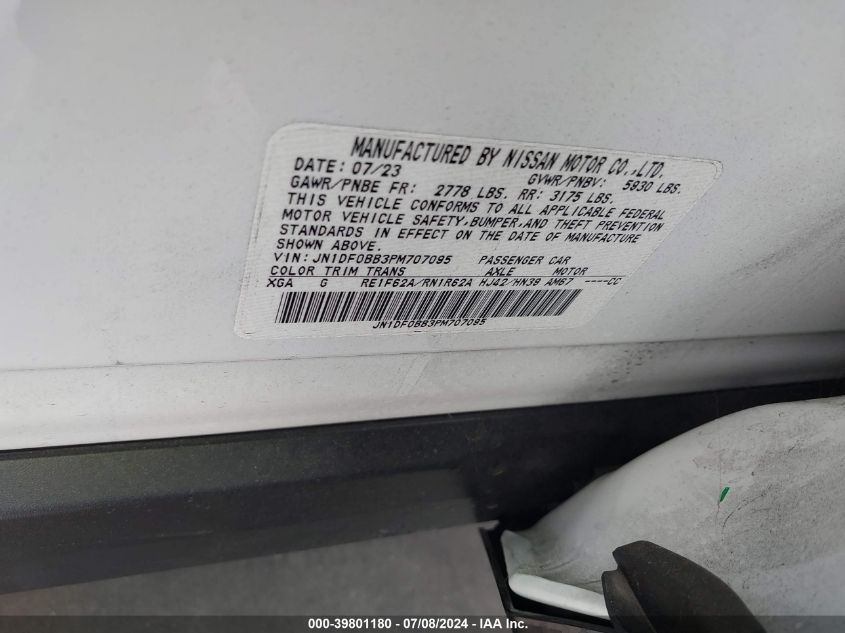 MANUFACTURED BY NISSAN MOTOR CO.,LTD.
DATE: 07/23 GVWR/PNBV: 5930 LBS.
GAWR/PNBE FR: 2778 LBS. RR: 3175 LBS.
THIS VEHICLE CONFORMS TO ALL APPLICABLE FEDERAL
MOTOR VEHICLE SAFETY,BUMPER,AND THEFT PREVENTION
STANDARDS IN EFFECT ON THE DATE OF MANUFACTURE
SHOWN ABOVE.
VIN: JN1DF0BB3PM707095 PASSENGER CAR
COLOR TRIM TRANS AXLE MOTOR
XGA G RE1F62A/RN1R62A HJ42/HN39 AM67 ----CC
JN1DF0BB3PM707095
000-39801180 - 07/08/2024 - IAA Inc.